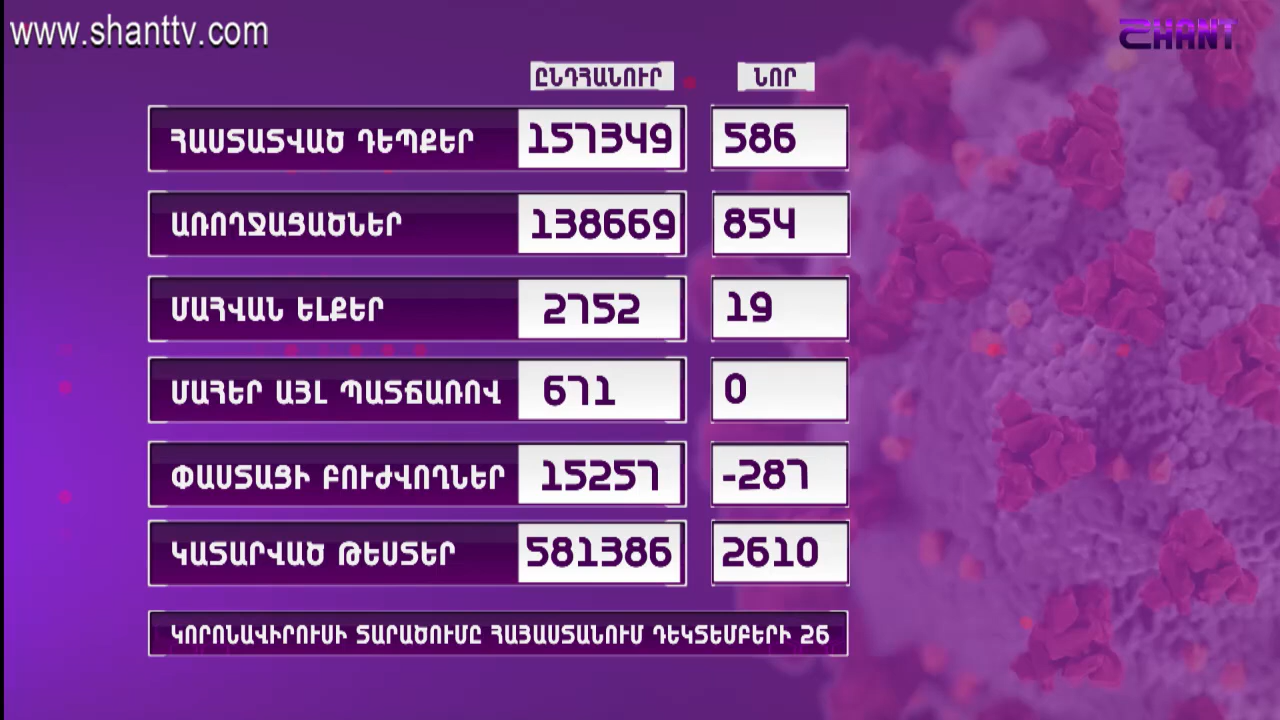 www.shanttv.com
SHANT
ԸՆԴՀԱՆՈՒՐ ՆՈՐ
ՀԱՍՏԱՏՎԱԾ ԴԵՊՔԵՐ 157349 586
ԱՌՈՂՋԱՑԱԾՆԵՐ 138669 854
ՄԱՀՎԱՆ ԵԼՔԵՐ 2752 19
ՄԱՀԵՐ ԱՅԼ ՊԱՏՃԱՌՈՎ 671 0
ՓԱՍՏԱՑԻ ԲՈՒԺՎՈՂՆԵՐ 15257 -287
ԿԱՏԱՐՎԱԾ ԹԵՍՏԵՐ 581386 2610
ԿՈՐՈՆԱՎԻՐՈՒՍԻ ՏԱՐԱԾՈՒՄԸ ՀԱՅԱՍՏԱՆՈՒՄ ԴԵԿՏԵՄԲԵՐԻ 26